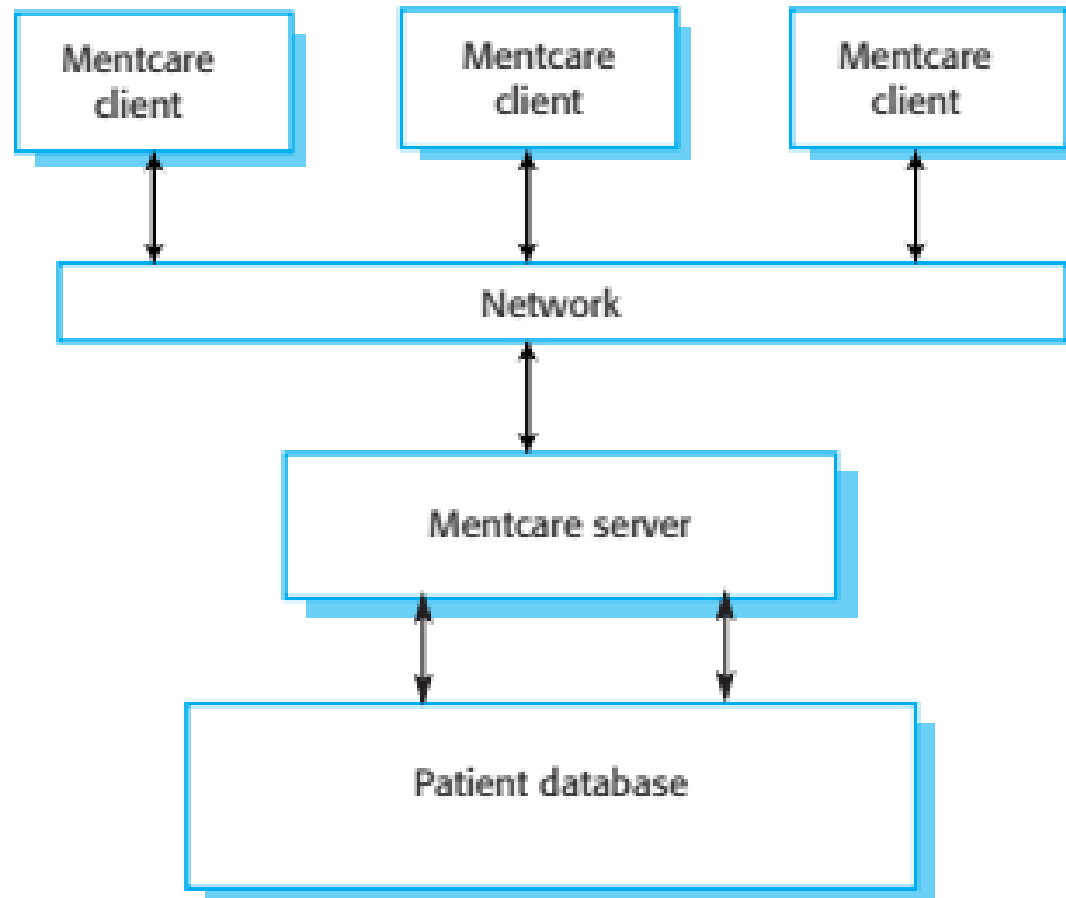 Mentcare
client
Mentcare
client
Mentcare
client
Network
Mentcare server
Patient database